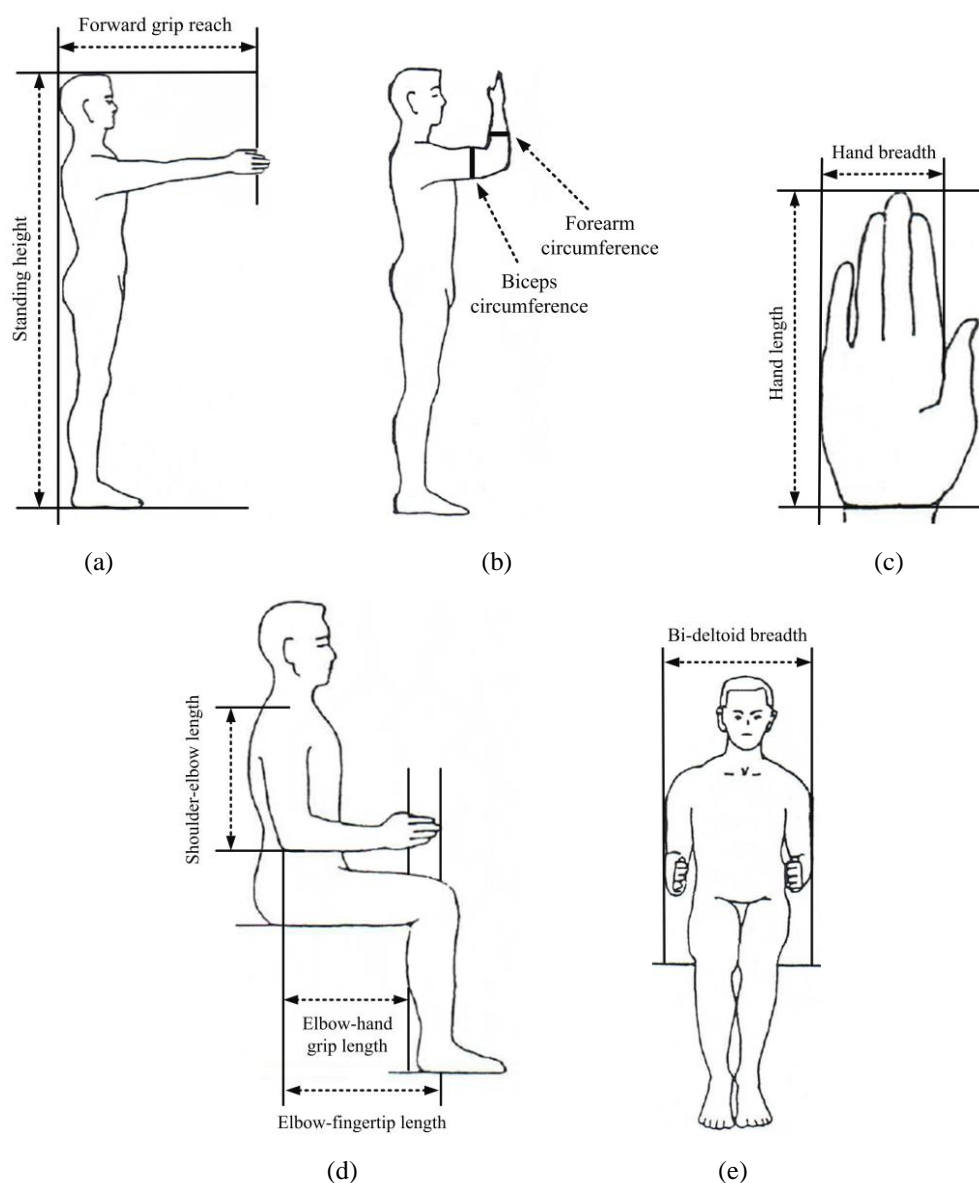 Forward grip reach
Standing height
(a)
Forearm
circumference
Biceps
circumference
(b)
Hand breadth
Hand length
(c)
Shoulder-elbow length
Elbow-hand
grip length
Elbow-fingertip length
(d)
Bi-deltoid breadth
(e)